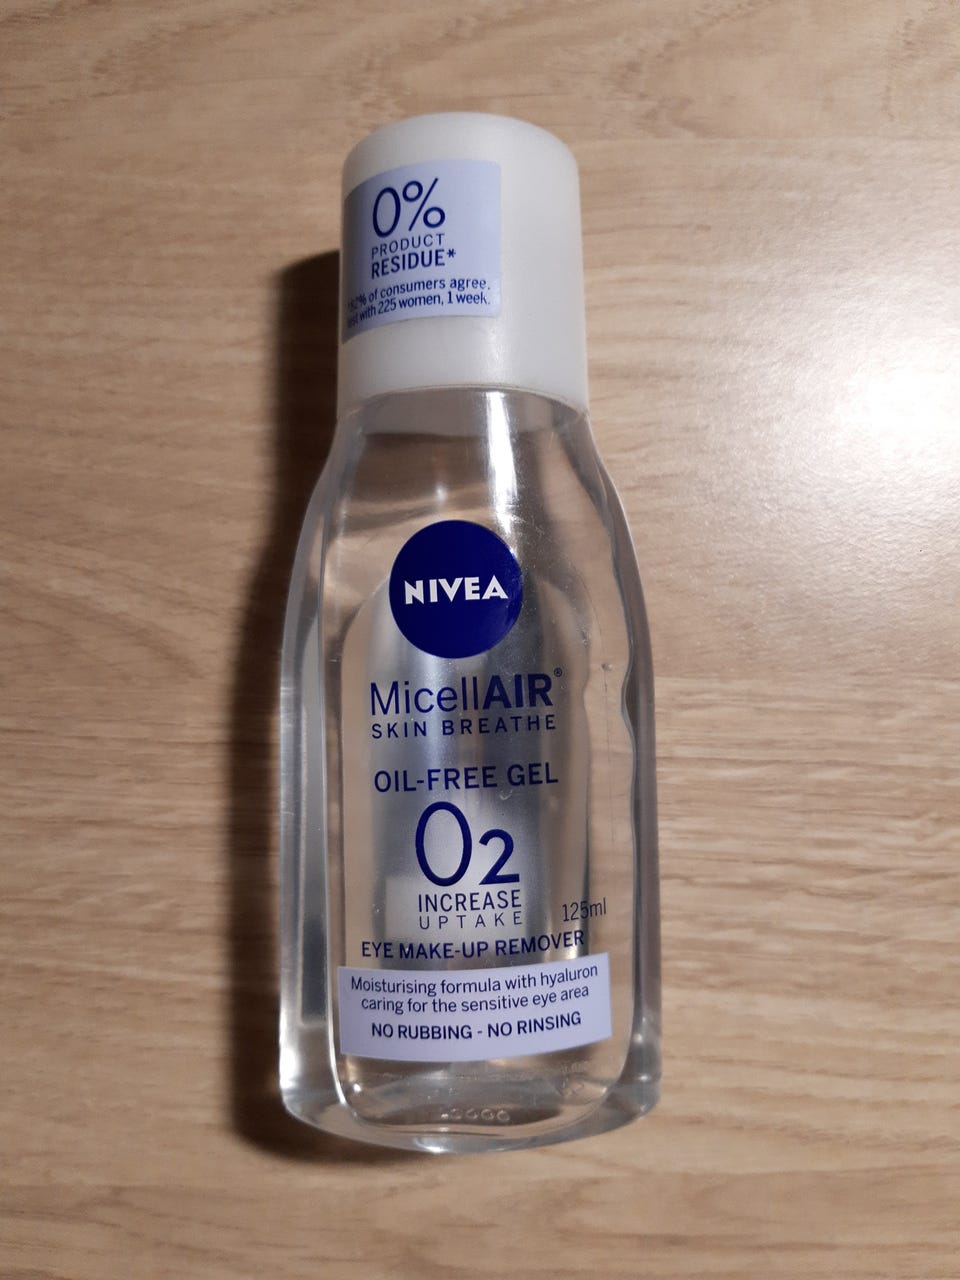 0%
PRODUCT
RESIDUE*
% of consumers agree.
with 225 women, 1 week.
NIVEA
MicellAIR®
SKIN BREATHE
OIL-FREE GEL
O2
INCREASE
UPTAKE
125ml
EYE MAKE-UP REMOVER
Moisturising formula with hyaluron
caring for the sensitive eye area
NO RUBBING - NO RINSING